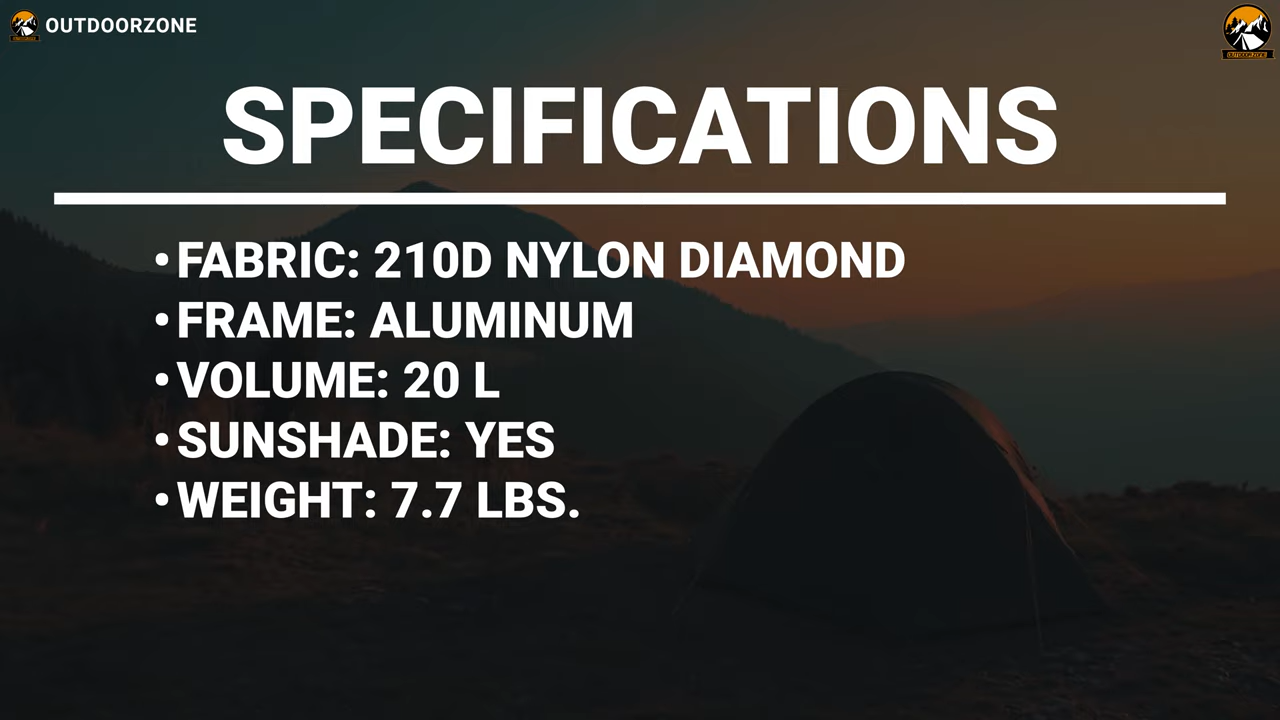 OUTDOORZONE
SPECIFICATIONS
• FABRIC: 210D NYLON DIAMOND
• FRAME: ALUMINUM
• VOLUME: 20 L
• SUNSHADE: YES
• WEIGHT: 7.7 LBS.